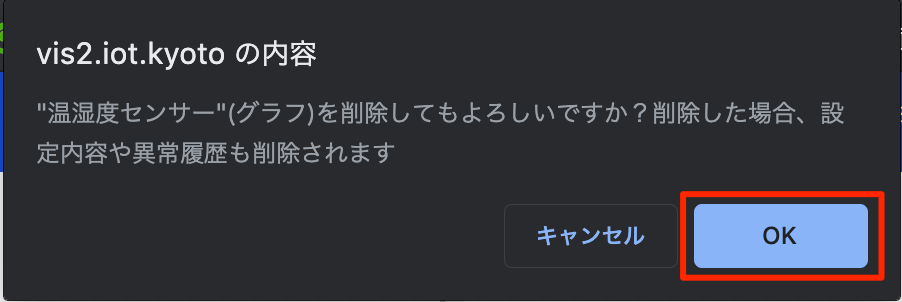 vis2.iot.kyoto の内容
"温湿度センサー"(グラフ)を削除してもよろしいですか？削除した場合、設
定内容や異常履歴も削除されます
キャンセル
OK